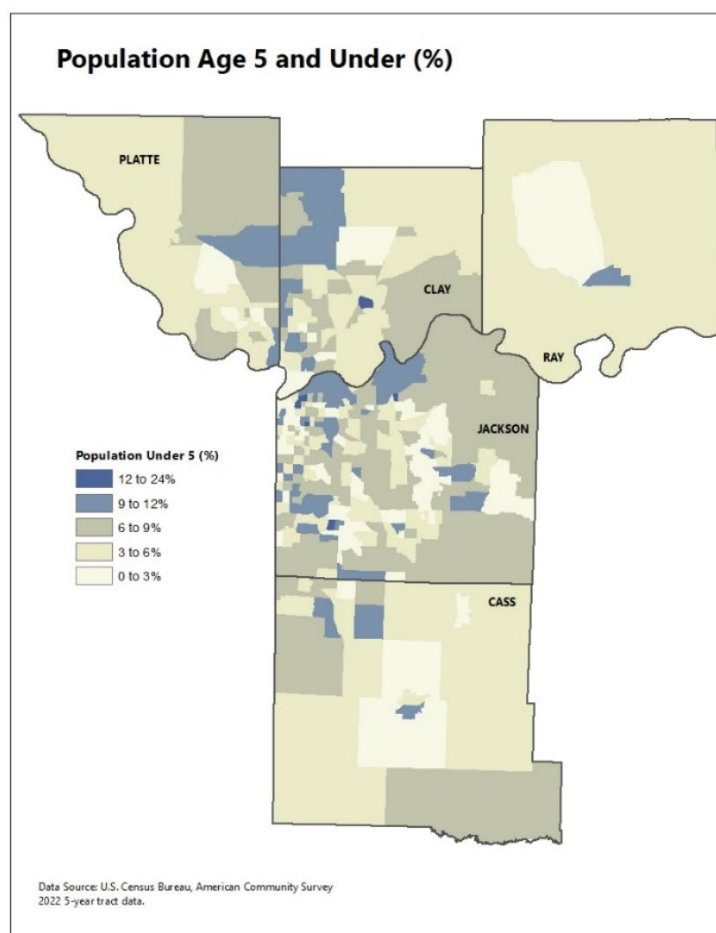 Population Age 5 and Under (%)
PLATTE
CLAY
RAY
JACKSON
Population Under 5 (%)
12 to 24%
9 to 12%
6 to 9%
3 to 6%
0 to 3%
CASS
Data Source: U.S. Census Bureau, American Community Survey
2022 5-year tract data.